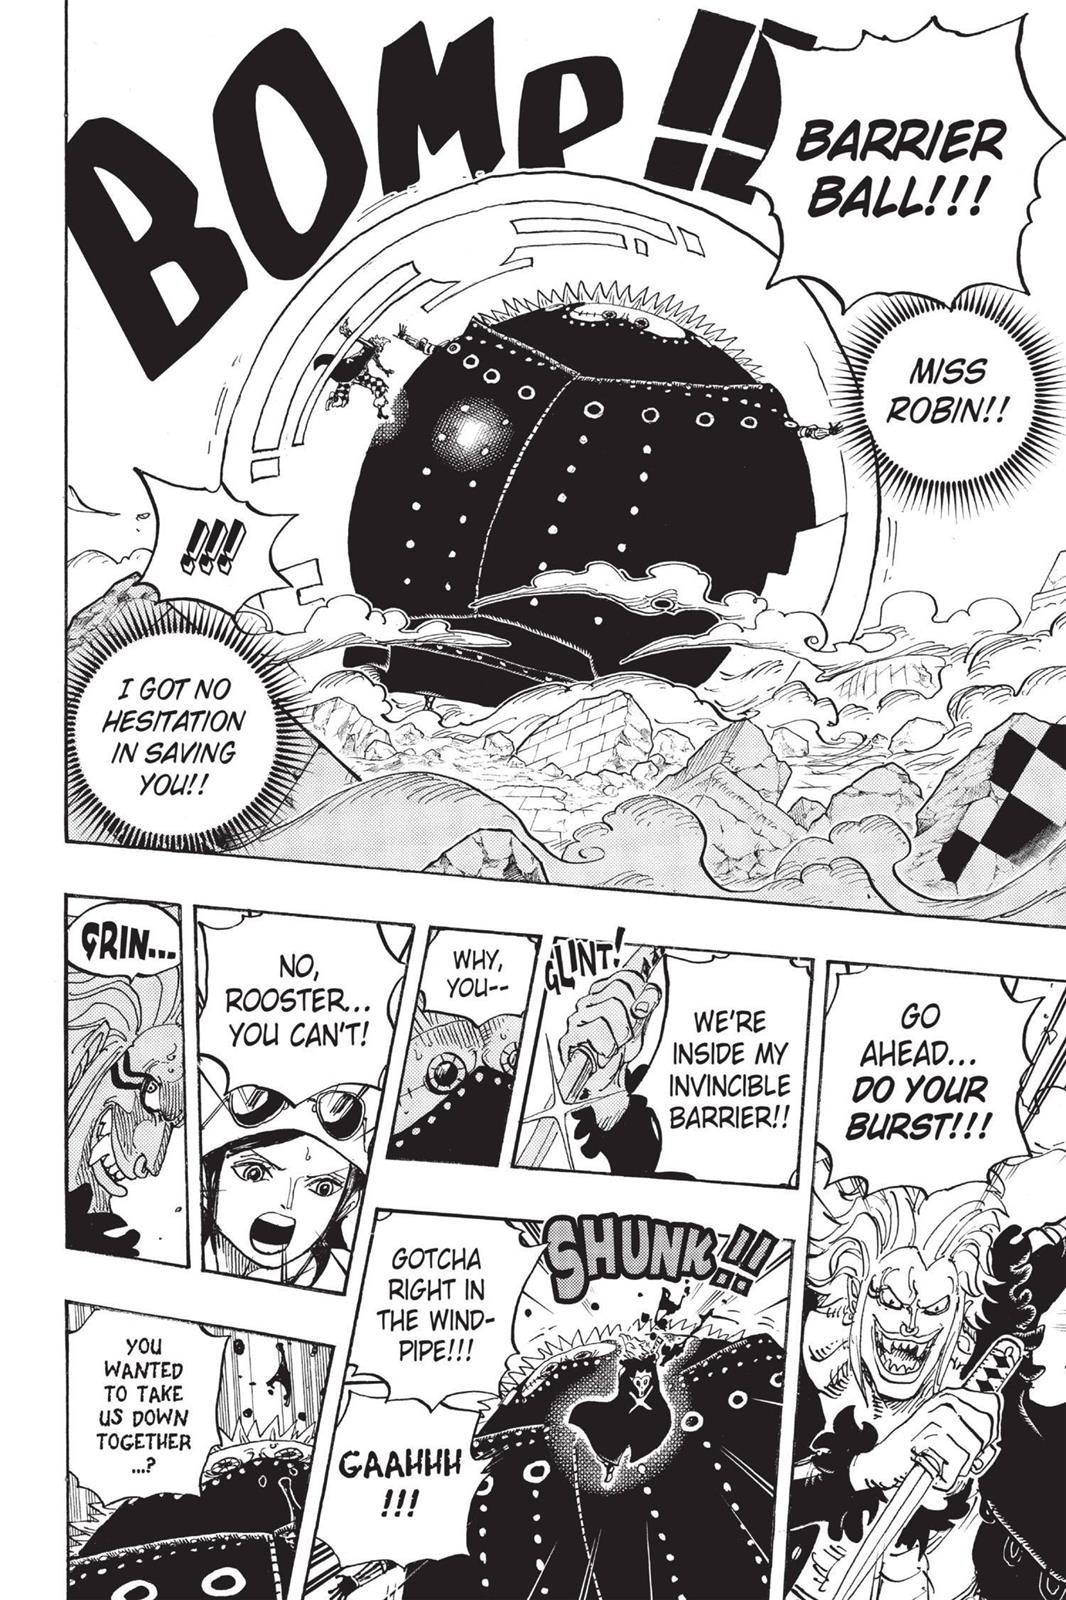 BOMP!!
BARRIER
BALL!!!
MISS
ROBIN!!
!!!
I GOT NO
HESITATION
IN SAVING
YOU!!
GO
AHEAD...
DO YOUR
BURST!!!
WE'RE
INSIDE MY
INVINCIBLE
BARRIER!!
GLINT!
WHY,
YOU--
NO,
ROOSTER...
YOU CAN'T!
GRIN...
SHUNK!!
GOTCHA
RIGHT IN
THE WIND-
PIPE!!!
GAAHHH
!!!
YOU
WANTED
TO TAKE
US DOWN
TOGETHER
...?